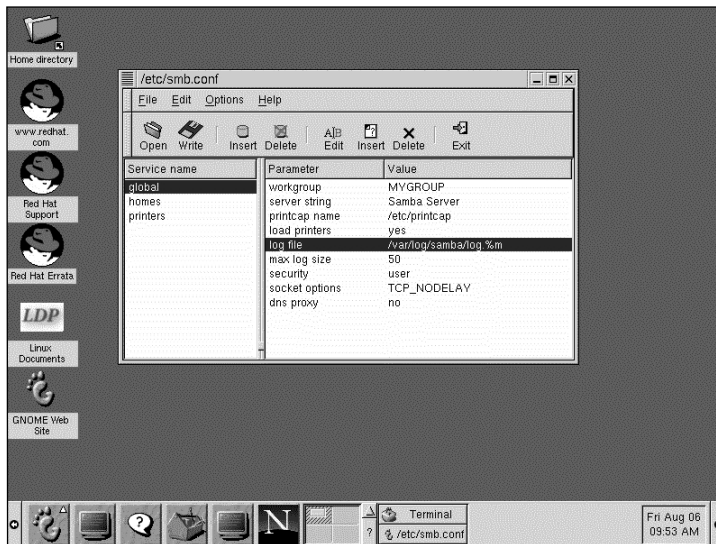 Home directory
www.redhat.
com
Red Hat
Support
Red Hat Errata
LDP
Linux
Documents
GNOME Web
Site
/etc/smb.conf
File Edit Options Help
Open Write Insert Delete A|B Edit Insert Delete Exit
Service name
global
homes
printers
Parameter Value
workgroup MYGROUP
server string Samba Server
printcap name /etc/printcap
load printers yes
log file /var/log/samba/log.%m
max log size 50
security user
socket options TCP_NODELAY
dns proxy no
?
N
?
Terminal
/etc/smb.conf
Fri Aug 06
09:53 AM